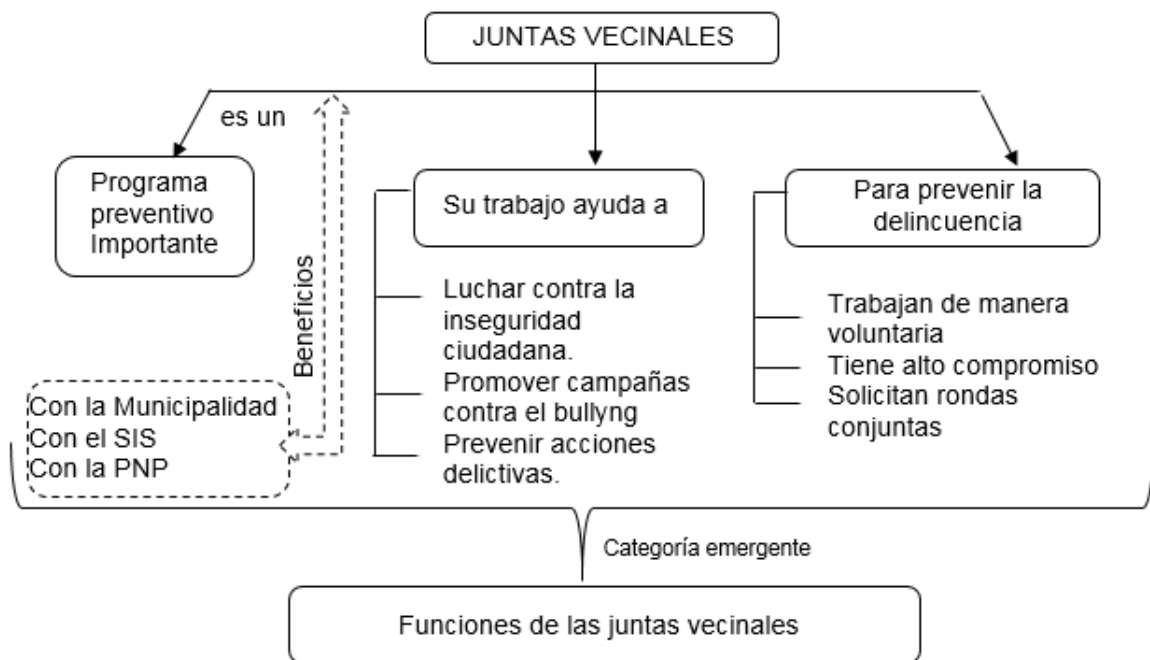 JUNTAS VECINALES
es un
Programa
preventivo
Importante
Beneficios
Con la Municipalidad
Con el SIS
Con la PNP
Su trabajo ayuda a
Luchar contra la
inseguridad
ciudadana.
Promover campañas
contra el bullyng
Prevenir acciones
delictivas.
Para prevenir la
delincuencia
Trabajan de manera
voluntaria
Tiene alto compromiso
Solicitan rondas
conjuntas
Categoría emergente
Funciones de las juntas vecinales